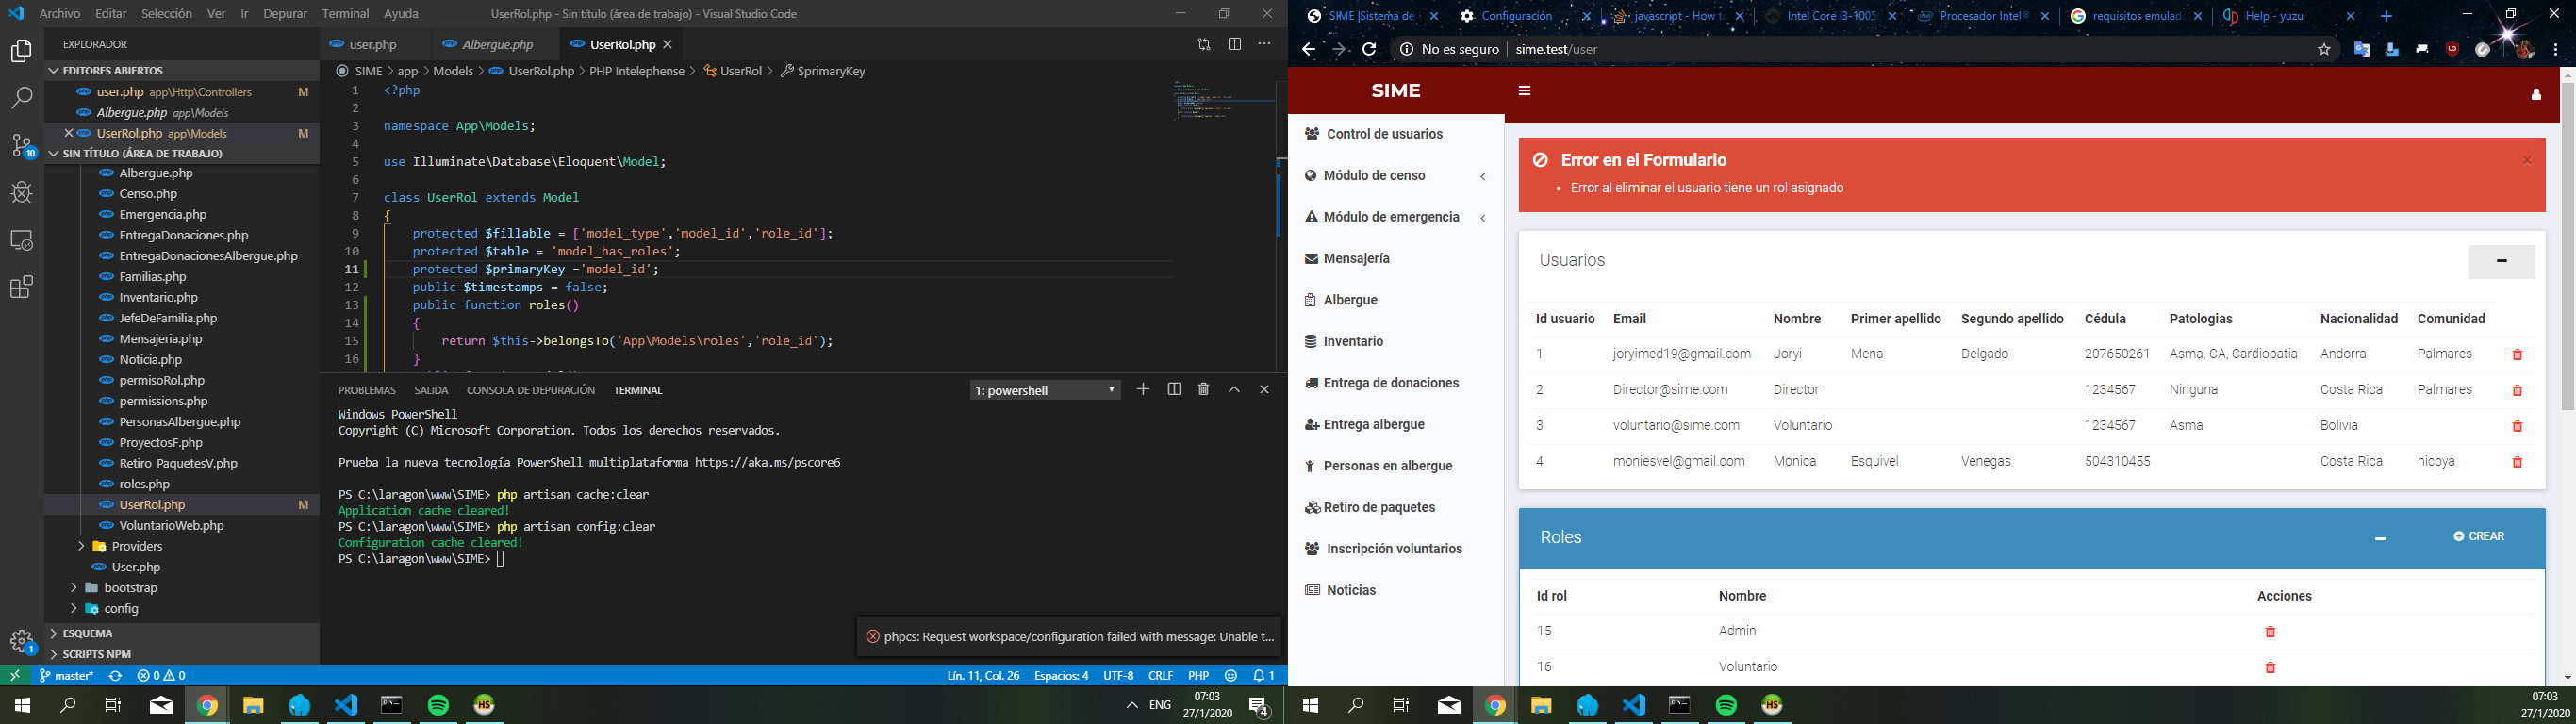 Archivo Editar Selección Ver Ir Depurar Terminal Ayuda
UserRol.php - Sin título (área de trabajo) - Visual Studio Code
EXPLORADOR
EDITORES ABIERTOS
user.php app\Http\Controllers M
Albergue.php app\Models
UserRol.php app\Models M
SIN TÍTULO (ÁREA DE TRABAJO)
Albergue.php
Censo.php
Emergencia.php
EntregaDonaciones.php
EntregaDonacionesAlbergue.php
Familias.php
Inventario.php
JefeDeFamilia.php
Mensajeria.php
Noticia.php
permisoRol.php
permissions.php
PersonasAlbergue.php
ProyectosF.php
Retiro_PaquetesV.php
roles.php
UserRol.php M
VoluntarioWeb.php
Providers
User.php
bootstrap
config
ESQUEMA
SCRIPTS NPM
10
1
user.php Albergue.php UserRol.php
SIME > app > Models > UserRol.php > PHP Intelephense > UserRol > $primaryKey
1 <?php
2
3 namespace App\Models;
4
5 use Illuminate\Database\Eloquent\Model;
6
7 class UserRol extends Model
8 {
9 protected $fillable = ['model_type','model_id','role_id'];
10 protected $table = 'model_has_roles';
11 protected $primaryKey ='model_id';
12 public $timestamps = false;
13 public function roles()
14 {
15 return $this->belongsTo('App\Models\roles','role_id');
16 }
PROBLEMAS SALIDA CONSOLA DE DEPURACIÓN TERMINAL 1: powershell
Windows PowerShell
Copyright (C) Microsoft Corporation. Todos los derechos reservados.
Prueba la nueva tecnología PowerShell multiplataforma https://aka.ms/pscore6
PS C:\laragon\www\SIME> php artisan cache:clear
Application cache cleared!
PS C:\laragon\www\SIME> php artisan config:clear
Configuration cache cleared!
PS C:\laragon\www\SIME>
phpcs: Request workspace/configuration failed with message: Unable t...
master* 0 0 Lín. 11, Col. 26 Espacios: 4 UTF-8 CRLF PHP 1
ENG 07:03
27/1/2020 4
SIME |Sistema de Configuración javascript - How to Intel Core i3-1005 Procesador Intel® requisitos emulad Help - yuzu
No es seguro | sime.test/user
SIME
Control de usuarios
Módulo de censo
Módulo de emergencia
Mensajería
Albergue
Inventario
Entrega de donaciones
Entrega albergue
Personas en albergue
Retiro de paquetes
Inscripción voluntarios
Noticias
Error en el Formulario
Error al eliminar el usuario tiene un rol asignado
Usuarios
Id usuario Email Nombre Primer apellido Segundo apellido Cédula Patologias Nacionalidad Comunidad
1 joryimed19@gmail.com Joryi Mena Delgado 207650261 Asma, CA, Cardiopatia Andorra Palmares
2 Director@sime.com Director 1234567 Ninguna Costa Rica Palmares
3 voluntario@sime.com Voluntario 1234567 Asma Bolivia
4 moniesvel@gmail.com Monica Esquivel Venegas 504310455 Costa Rica nicoya
Roles CREAR
Id rol Nombre Acciones
15 Admin
16 Voluntario
07:03
27/1/2020